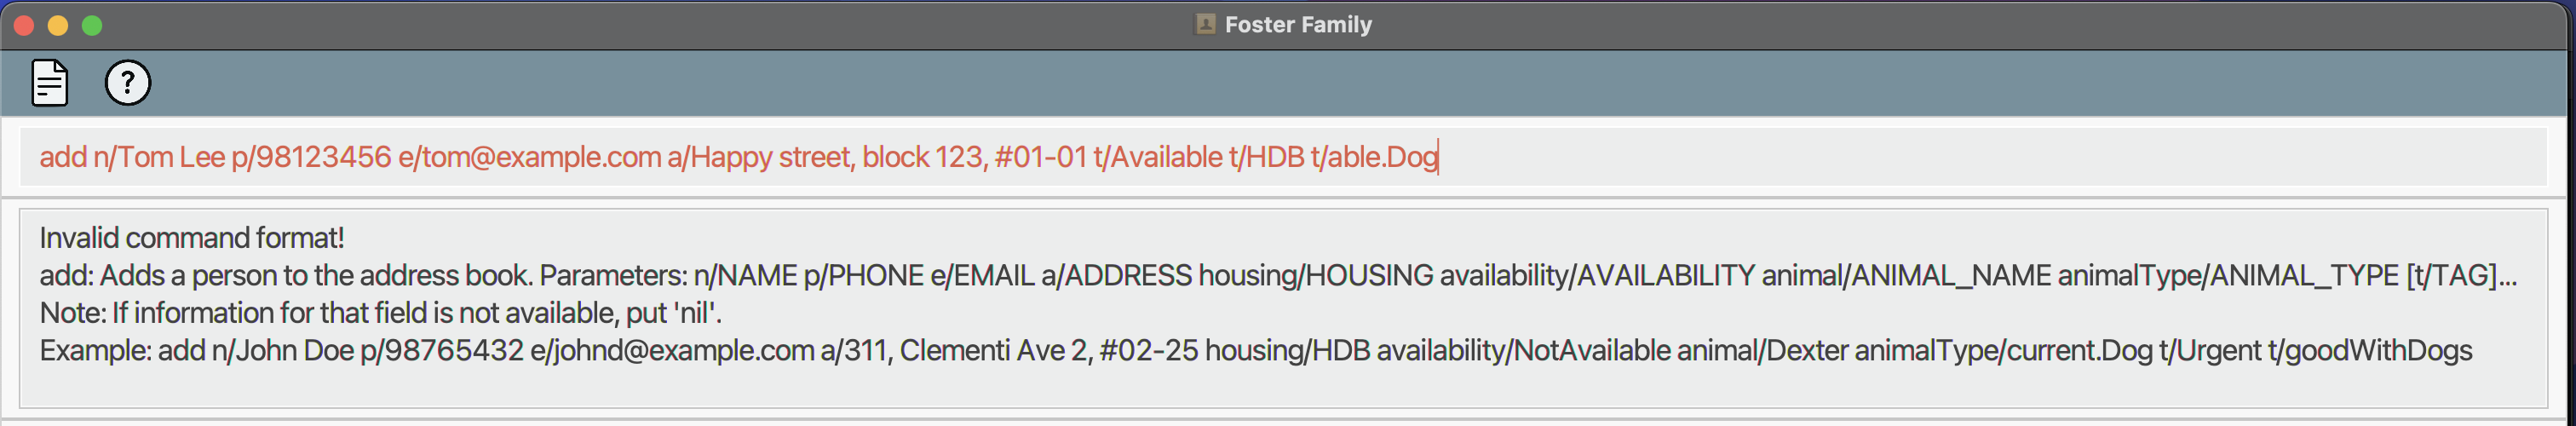 Foster Family
?
add n/Tom Lee p/98123456 e/tom@example.com a/Happy street, block 123, #01-01 t/Available t/HDB t/able.Dog
Invalid command format!
add: Adds a person to the address book. Parameters: n/NAME p/PHONE e/EMAIL a/ADDRESS housing/HOUSING availability/AVAILABILITY animal/ANIMAL_NAME animalType/ANIMAL_TYPE [t/TAG]...
Note: If information for that field is not available, put 'nil'.
Example: add n/John Doe p/98765432 e/johnd@example.com a/311, Clementi Ave 2, #02-25 housing/HDB availability/NotAvailable animal/Dexter animalType/current.Dog t/Urgent t/goodWithDogs